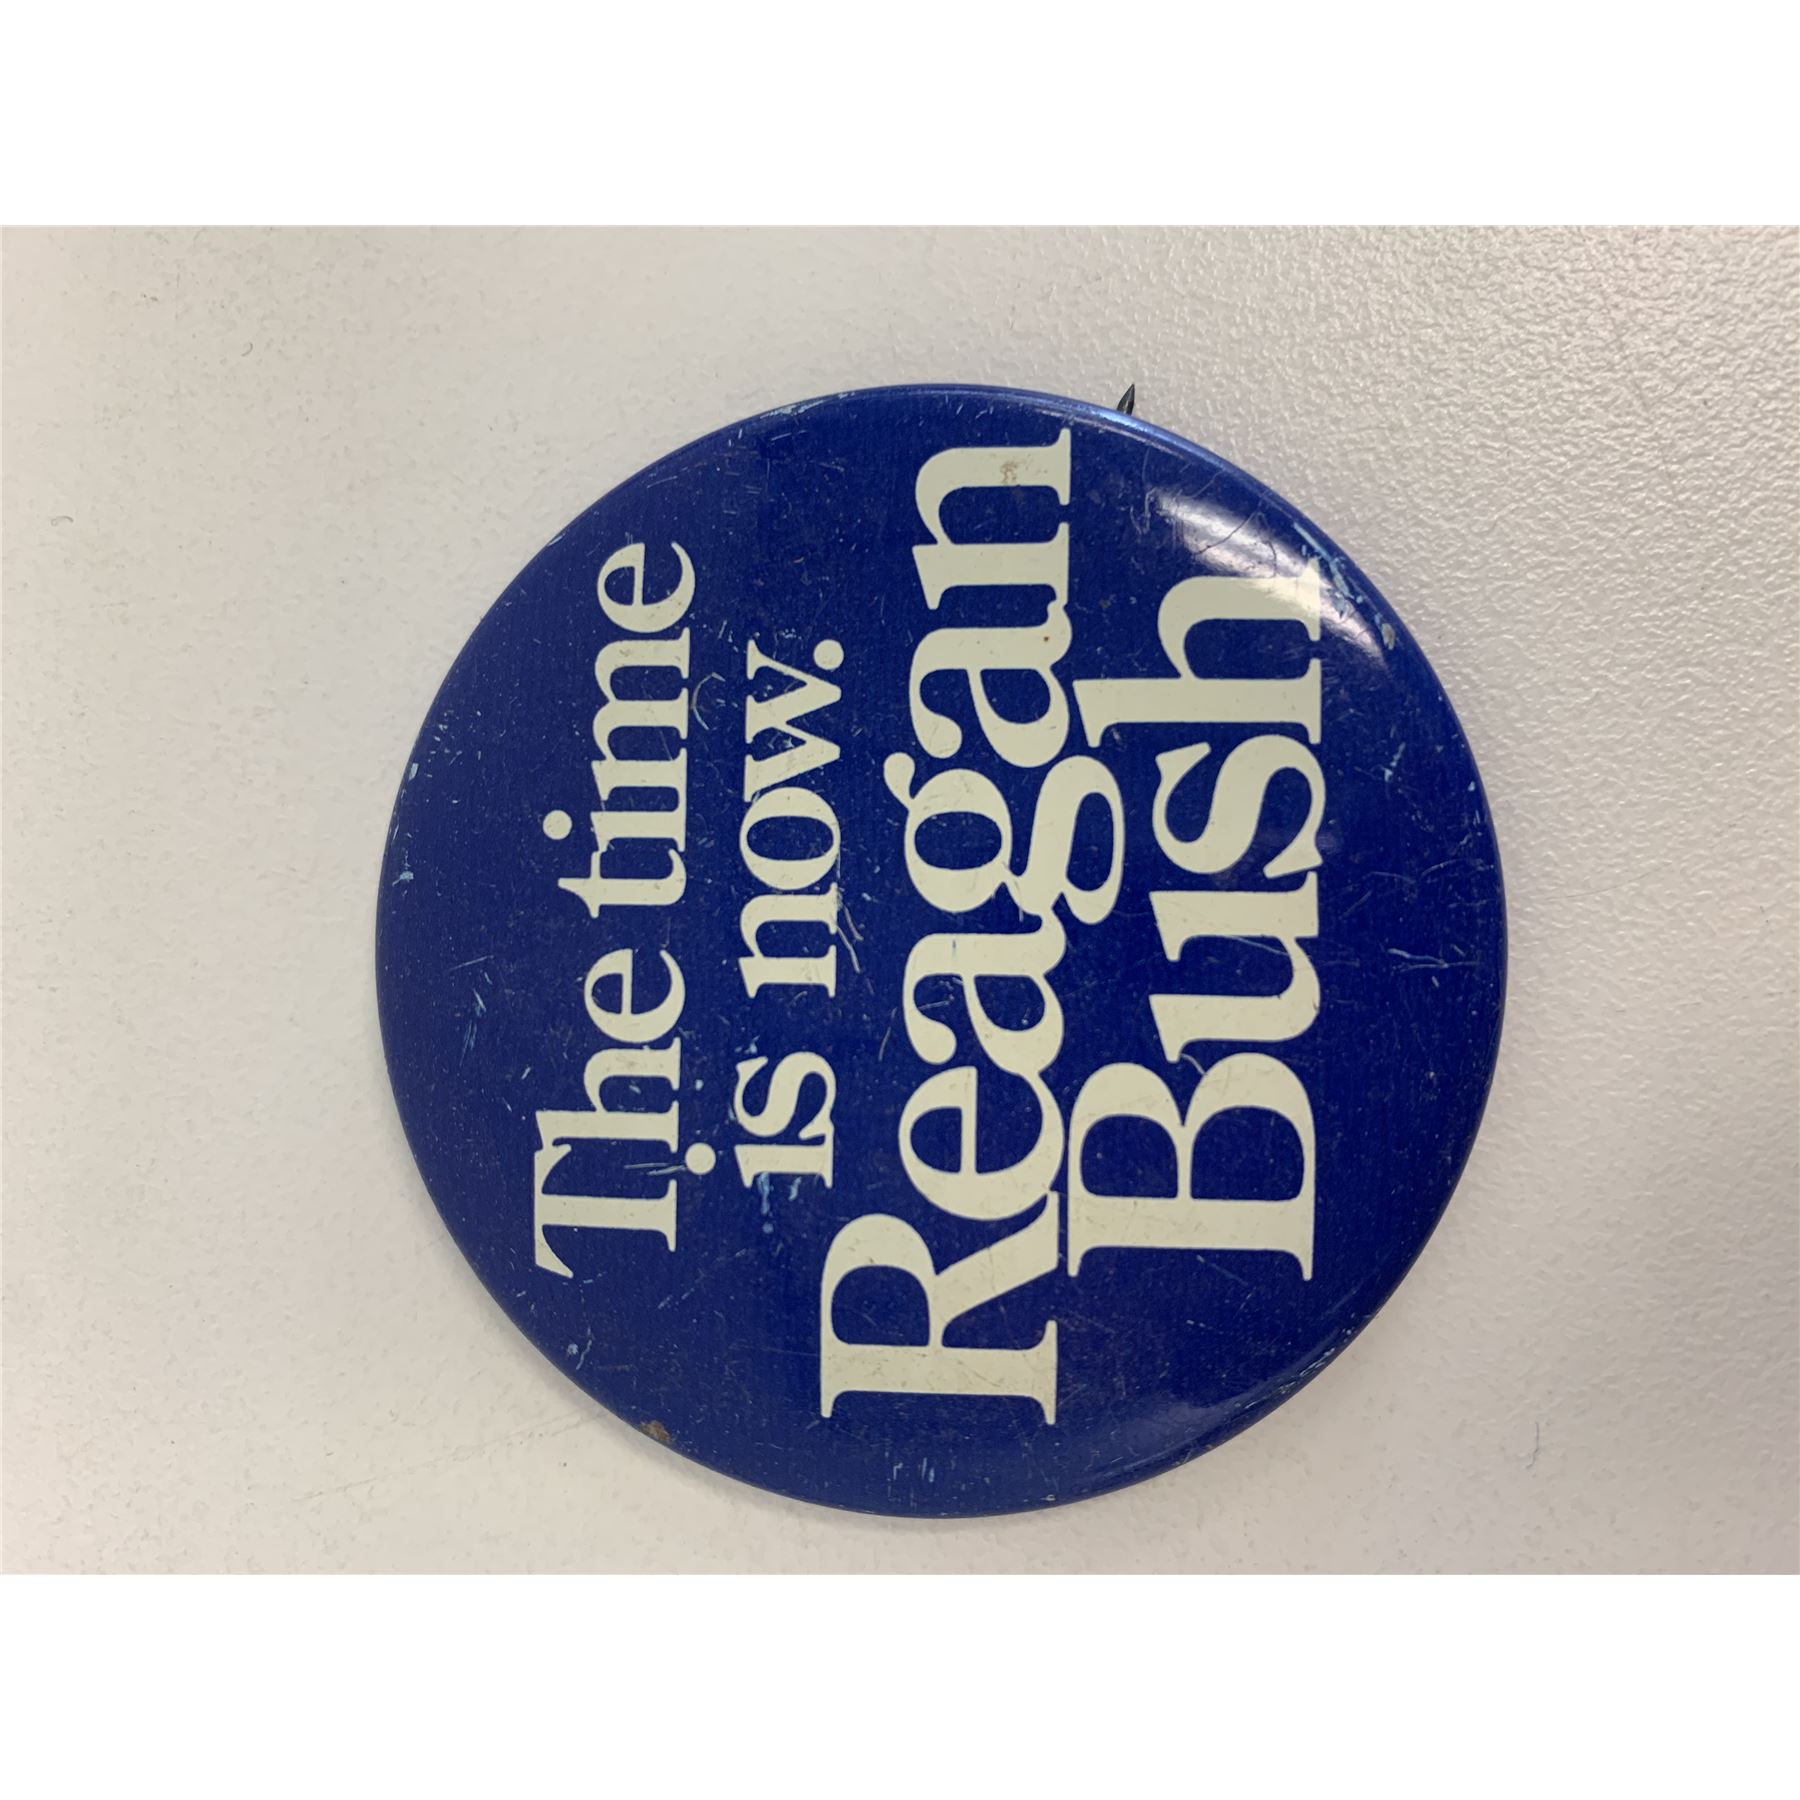 The time
is now.
Reagan
Bush